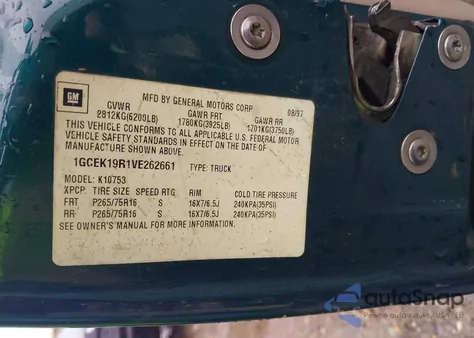 GM
MFD BY GENERAL MOTORS CORP 08/97
GVWR GAWR FRT GAWR RR
2812KG(6200LB) 1780KG(3925LB) 1701KG(3750LB)
THIS VEHICLE CONFORMS TO ALL APPLICABLE U.S. FEDERAL MOTOR
VEHICLE SAFETY STANDARDS IN EFFECT ON THE DATE OF
MANUFACTURE SHOWN ABOVE.
1GCEK19R1VE262661 TYPE: TRUCK
MODEL: K10753
XPCP: TIRE SIZE SPEED RTG RIM COLD TIRE PRESSURE
FRT P265/75R16 S 16X7/6.5J 240KPA(35PSI)
RR P265/75R16 S 16X7/6.5J 240KPA(35PSI)
SEE OWNER'S MANUAL FOR MORE INFORMATION.
autoSnap
Pewne auta z USA